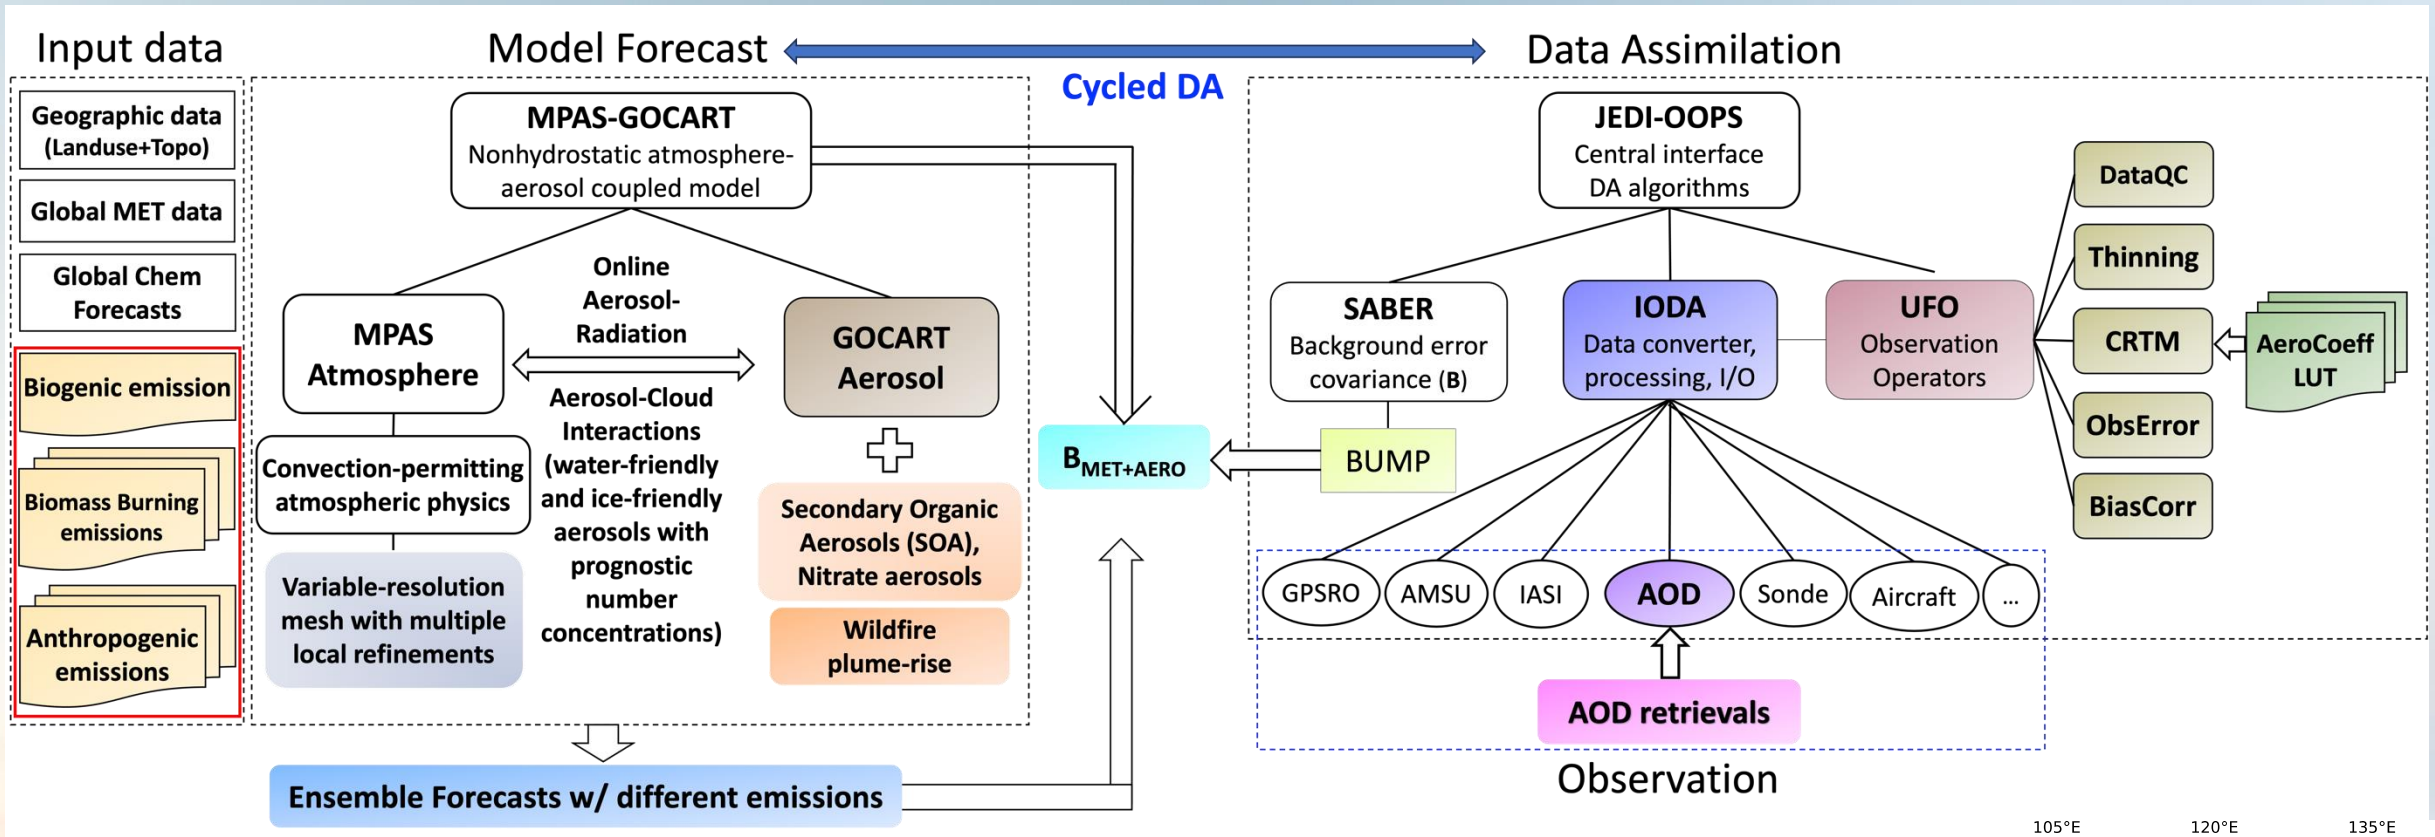 Input data
Geographic data
(Landuse+Topo)
Global MET data
Global Chem
Forecasts
Biogenic emission
Biomass Burning
emissions
Anthropogenic
emissions
Model Forecast
MPAS-GOCART
Nonhydrostatic atmosphere-
aerosol coupled model
MPAS
Atmosphere
Convection-permitting
atmospheric physics
Variable-resolution
mesh with multiple
local refinements
Online
Aerosol-
Radiation
Aerosol-Cloud
Interactions
(water-friendly
and ice-friendly
aerosols with
prognostic
number
concentrations)
GOCART
Aerosol
Secondary Organic
Aerosols (SOA),
Nitrate aerosols
Wildfire
plume-rise
Ensemble Forecasts w/ different emissions
Cycled DA
BMET+AERO
Data Assimilation
JEDI-OOPS
Central interface
DA algorithms
SABER
Background error
covariance (B)
BUMP
IODA
Data converter,
processing, I/O
UFO
Observation
Operators
DataQC
Thinning
CRTM
ObsError
BiasCorr
AeroCoeff
LUT
GPSRO
AMSU
IASI
AOD
Sonde
Aircraft
...
AOD retrievals
Observation
105°E 120°E 135°E